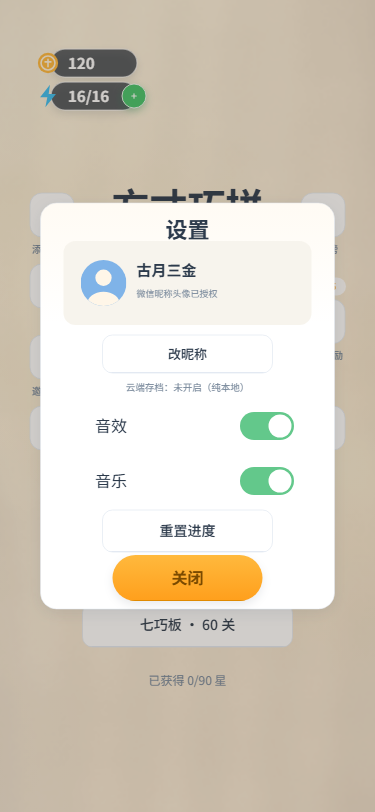 120
16/16
+
设置
古月三金
微信昵称头像已授权
改昵称
云端存档：未开启（纯本地）
音效
音乐
重置进度
关闭
七巧板 · 60 关
已获得 0/90 星